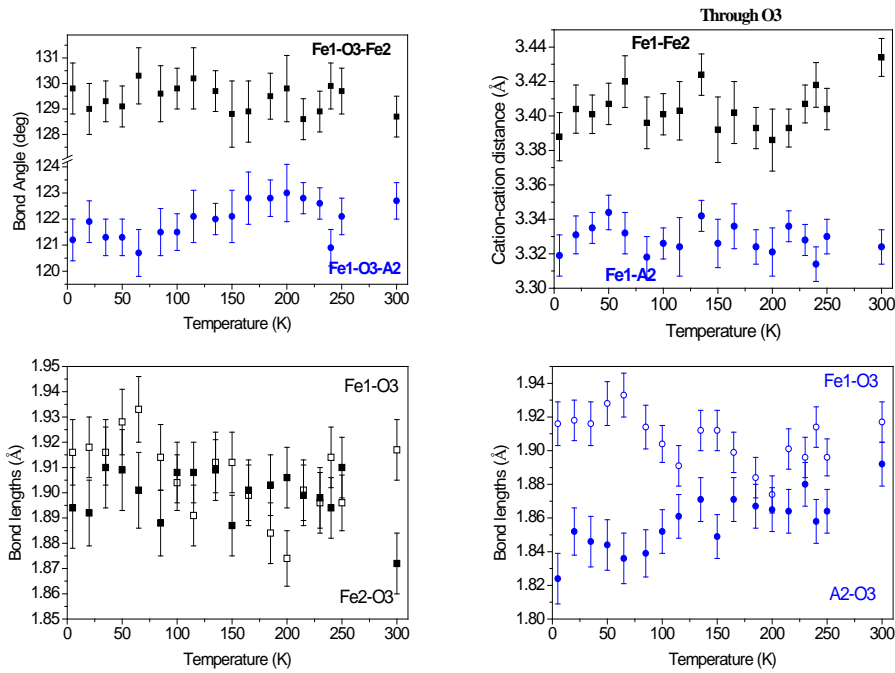 Through O3
131
130
129
128
124
123
122
121
120
Bond Angle (deg)
Fe1-O3-Fe2
Fe1-O3-A2
0 50 100 150 200 250 300
Temperature (K)
3.44
3.42
3.40
3.38
3.36
3.34
3.32
3.30
Cation-cation distance (Å)
Fe1-Fe2
Fe1-A2
0 50 100 150 200 250 300
Temperature (K)
1.95
1.94
1.93
1.92
1.91
1.90
1.89
1.88
1.87
1.86
1.85
Bond lengths (Å)
Fe1-O3
Fe2-O3
0 50 100 150 200 250 300
Temperature (K)
1.94
1.92
1.90
1.88
1.86
1.84
1.82
1.80
Bond lengths (Å)
Fe1-O3
A2-O3
0 50 100 150 200 250 300
Temperature (K)